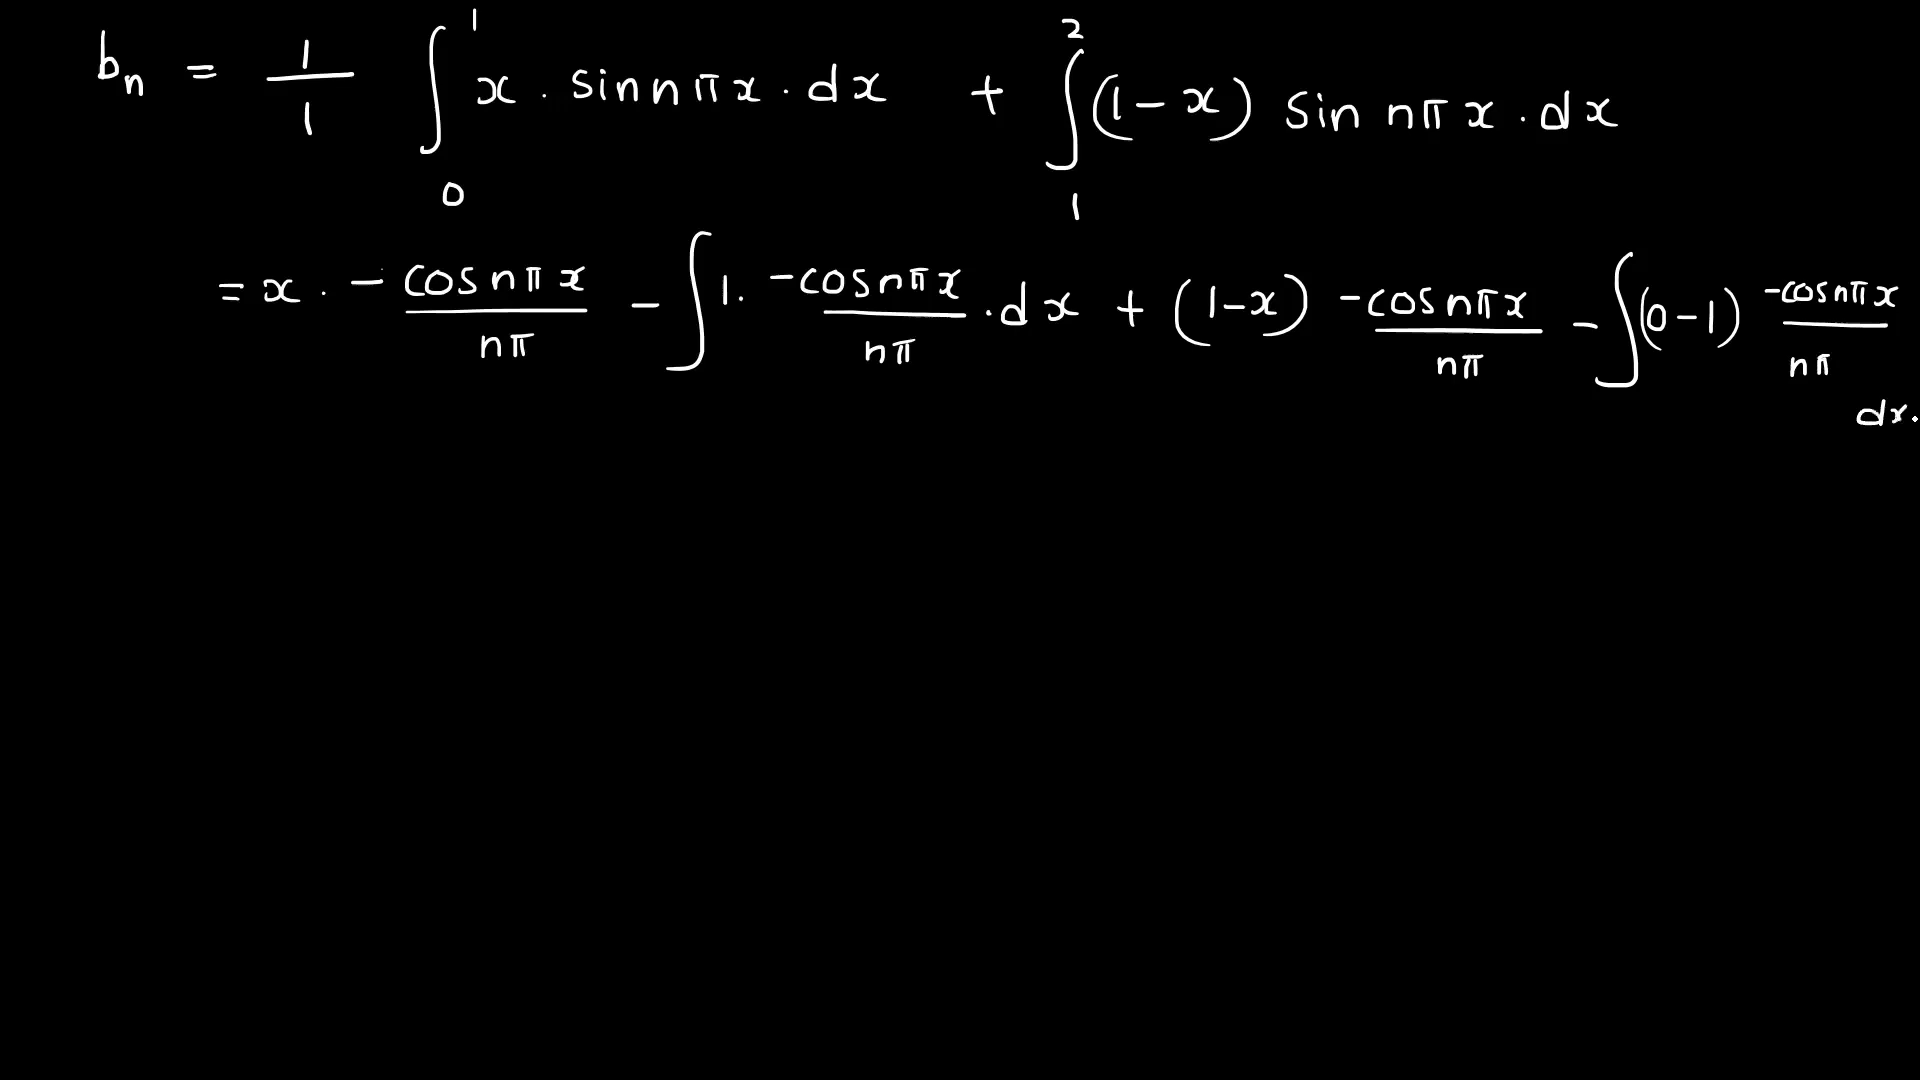 bₙ = 1/1 ∫₀¹ x . sin nπx . dx + ∫₁² (1-x) sin nπx . dx
= x . -cos nπx/nπ - ∫ 1. -cos nπx/nπ . dx + (1-x) -cos nπx/nπ - ∫ (0-1) -cos nπx/nπ dx.